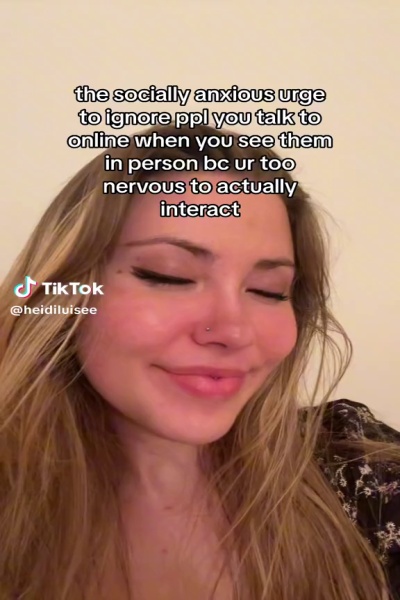 the socially anxious urge
to ignore ppl you talk to
online when you see them
in person bc ur too
nervous to actually
interact
TikTok
@heidiluisee